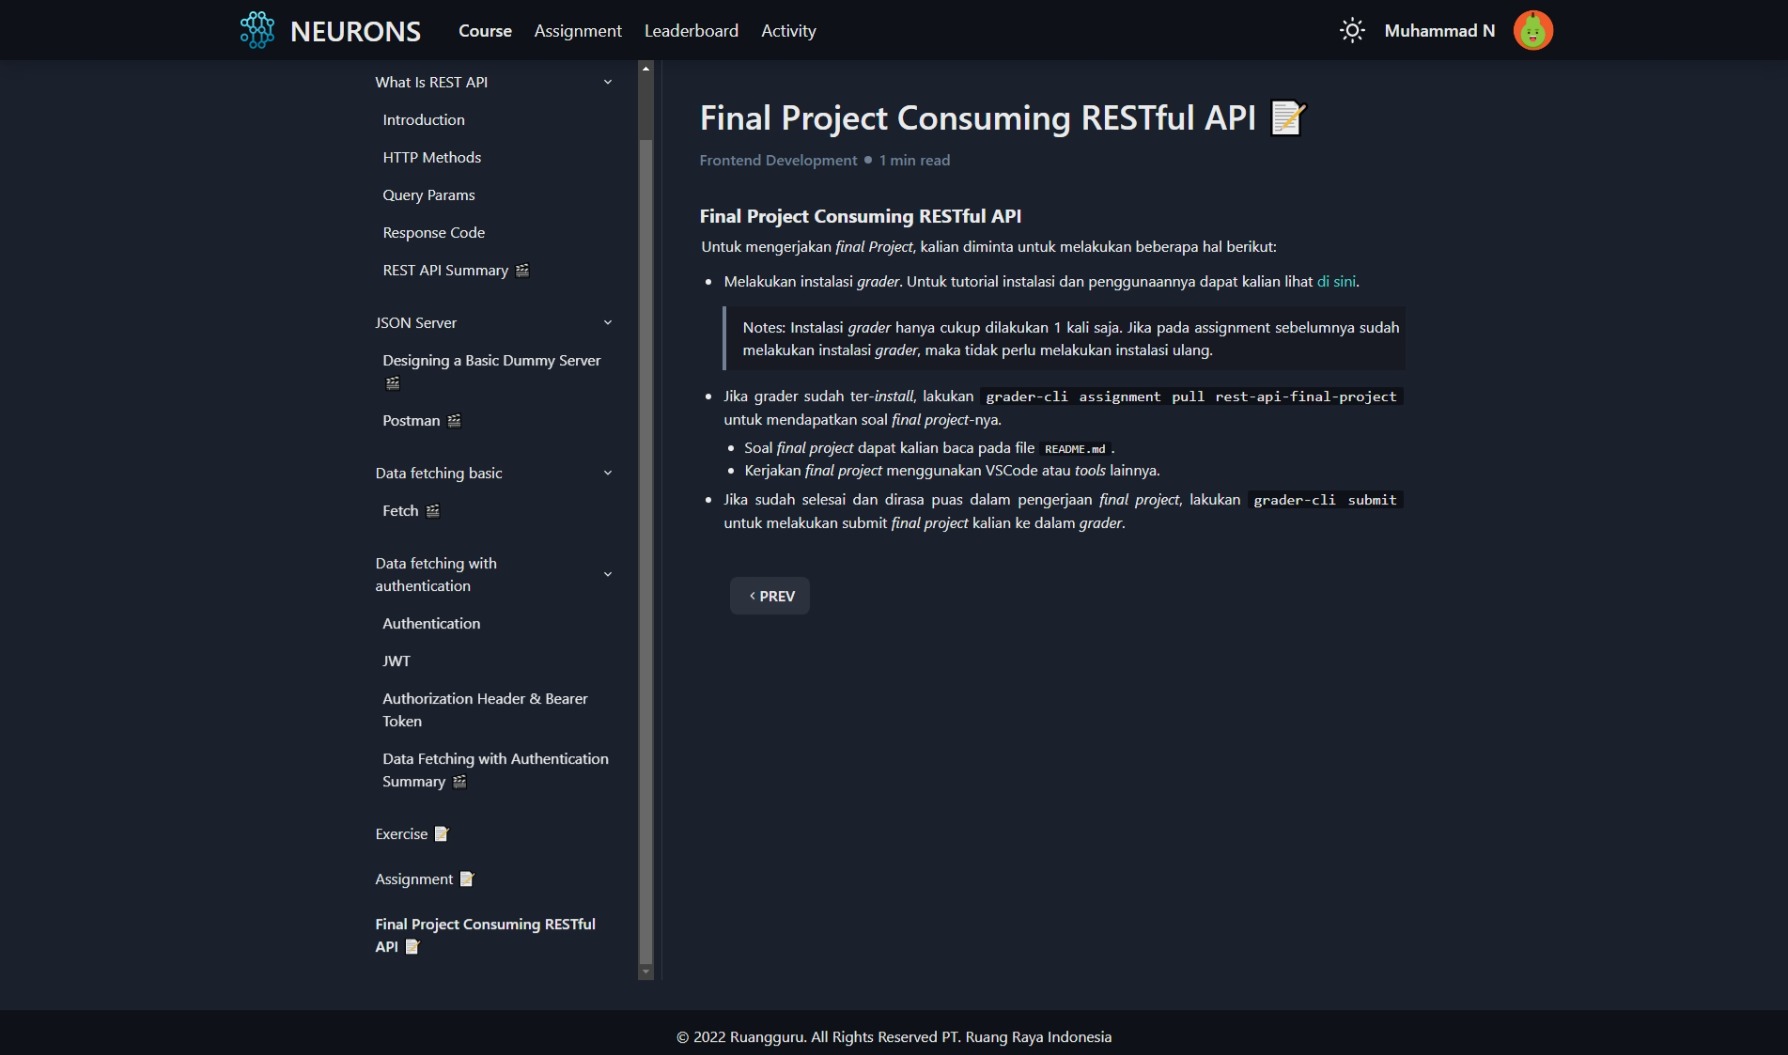 NEURONS
Course
Assignment
Leaderboard
Activity
Muhammad N
What Is REST API
Introduction
HTTP Methods
Query Params
Response Code
REST API Summary 🎬
JSON Server
Designing a Basic Dummy Server
🎬
Postman 🎬
Data fetching basic
Fetch 🎬
Data fetching with
authentication
Authentication
JWT
Authorization Header & Bearer
Token
Data Fetching with Authentication
Summary 🎬
Exercise 📝
Assignment 📝
Final Project Consuming RESTful
API 📝
Final Project Consuming RESTful API 📝
Frontend Development ● 1 min read
Final Project Consuming RESTful API
Untuk mengerjakan final Project, kalian diminta untuk melakukan beberapa hal berikut:
• Melakukan instalasi grader. Untuk tutorial instalasi dan penggunaannya dapat kalian lihat di sini.
Notes: Instalasi grader hanya cukup dilakukan 1 kali saja. Jika pada assignment sebelumnya sudah
melakukan instalasi grader, maka tidak perlu melakukan instalasi ulang.
• Jika grader sudah ter-install, lakukan grader-cli assignment pull rest-api-final-project
untuk mendapatkan soal final project-nya.
• Soal final project dapat kalian baca pada file README.md .
• Kerjakan final project menggunakan VSCode atau tools lainnya.
• Jika sudah selesai dan dirasa puas dalam pengerjaan final project, lakukan grader-cli submit
untuk melakukan submit final project kalian ke dalam grader.
‹ PREV
© 2022 Ruangguru. All Rights Reserved PT. Ruang Raya Indonesia